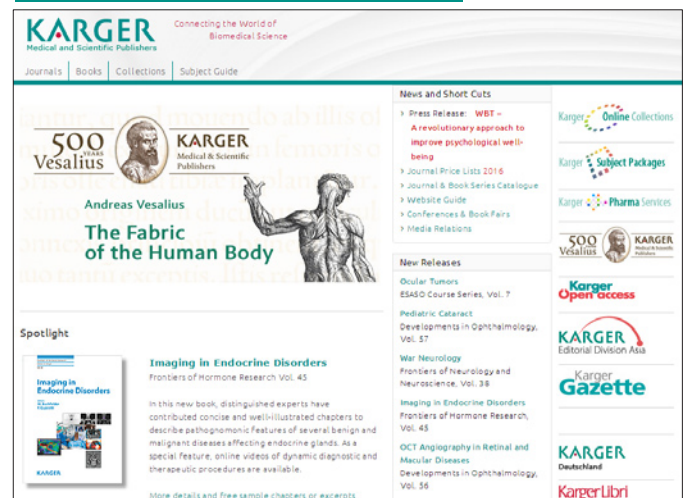 KARGER
Medical and Scientific Publishers
Connecting the World of
Biomedical Science
Journals
Books
Collections
Subject Guide
500
YEARS
Vesalius
KARGER
Medical & Scientific
Publishers
Andreas Vesalius
The Fabric
of the Human Body
Spotlight
Imaging in
Endocrine Disorders
KARGER
Imaging in Endocrine Disorders
Frontiers of Hormone Research Vol. 45
In this new book, distinguished experts have
contributed concise and well-illustrated chapters to
describe pathognomonic features of several benign and
malignant diseases affecting endocrine glands. As a
special feature, online videos of dynamic diagnostic and
therapeutic procedures are available.
More details and free sample chapters or excerpts
News and Short Cuts
› Press Release: WBT –
A revolutionary approach to
improve psychological well-
being
› Journal Price Lists 2016
› Journal & Book Series Catalogue
› Website Guide
› Conferences & Book Fairs
› Media Relations
New Releases
Ocular Tumors
ESASO Course Series, Vol. 7
Pediatric Cataract
Developments in Ophthalmology,
Vol. 57
War Neurology
Frontiers of Neurology and
Neuroscience, Vol. 38
Imaging in Endocrine Disorders
Frontiers of Hormone Research,
Vol. 45
OCT Angiography in Retinal and
Macular Diseases
Developments in Ophthalmology,
Vol. 56
Karger Online Collections
Karger Subject Packages
Karger Pharma Services
500
YEARS
Vesalius
KARGER
Medical & Scientific
Publishers
Karger
Open access
KARGER
Editorial Division Asia
Karger
Gazette
KARGER
Deutschland
KargerLibri